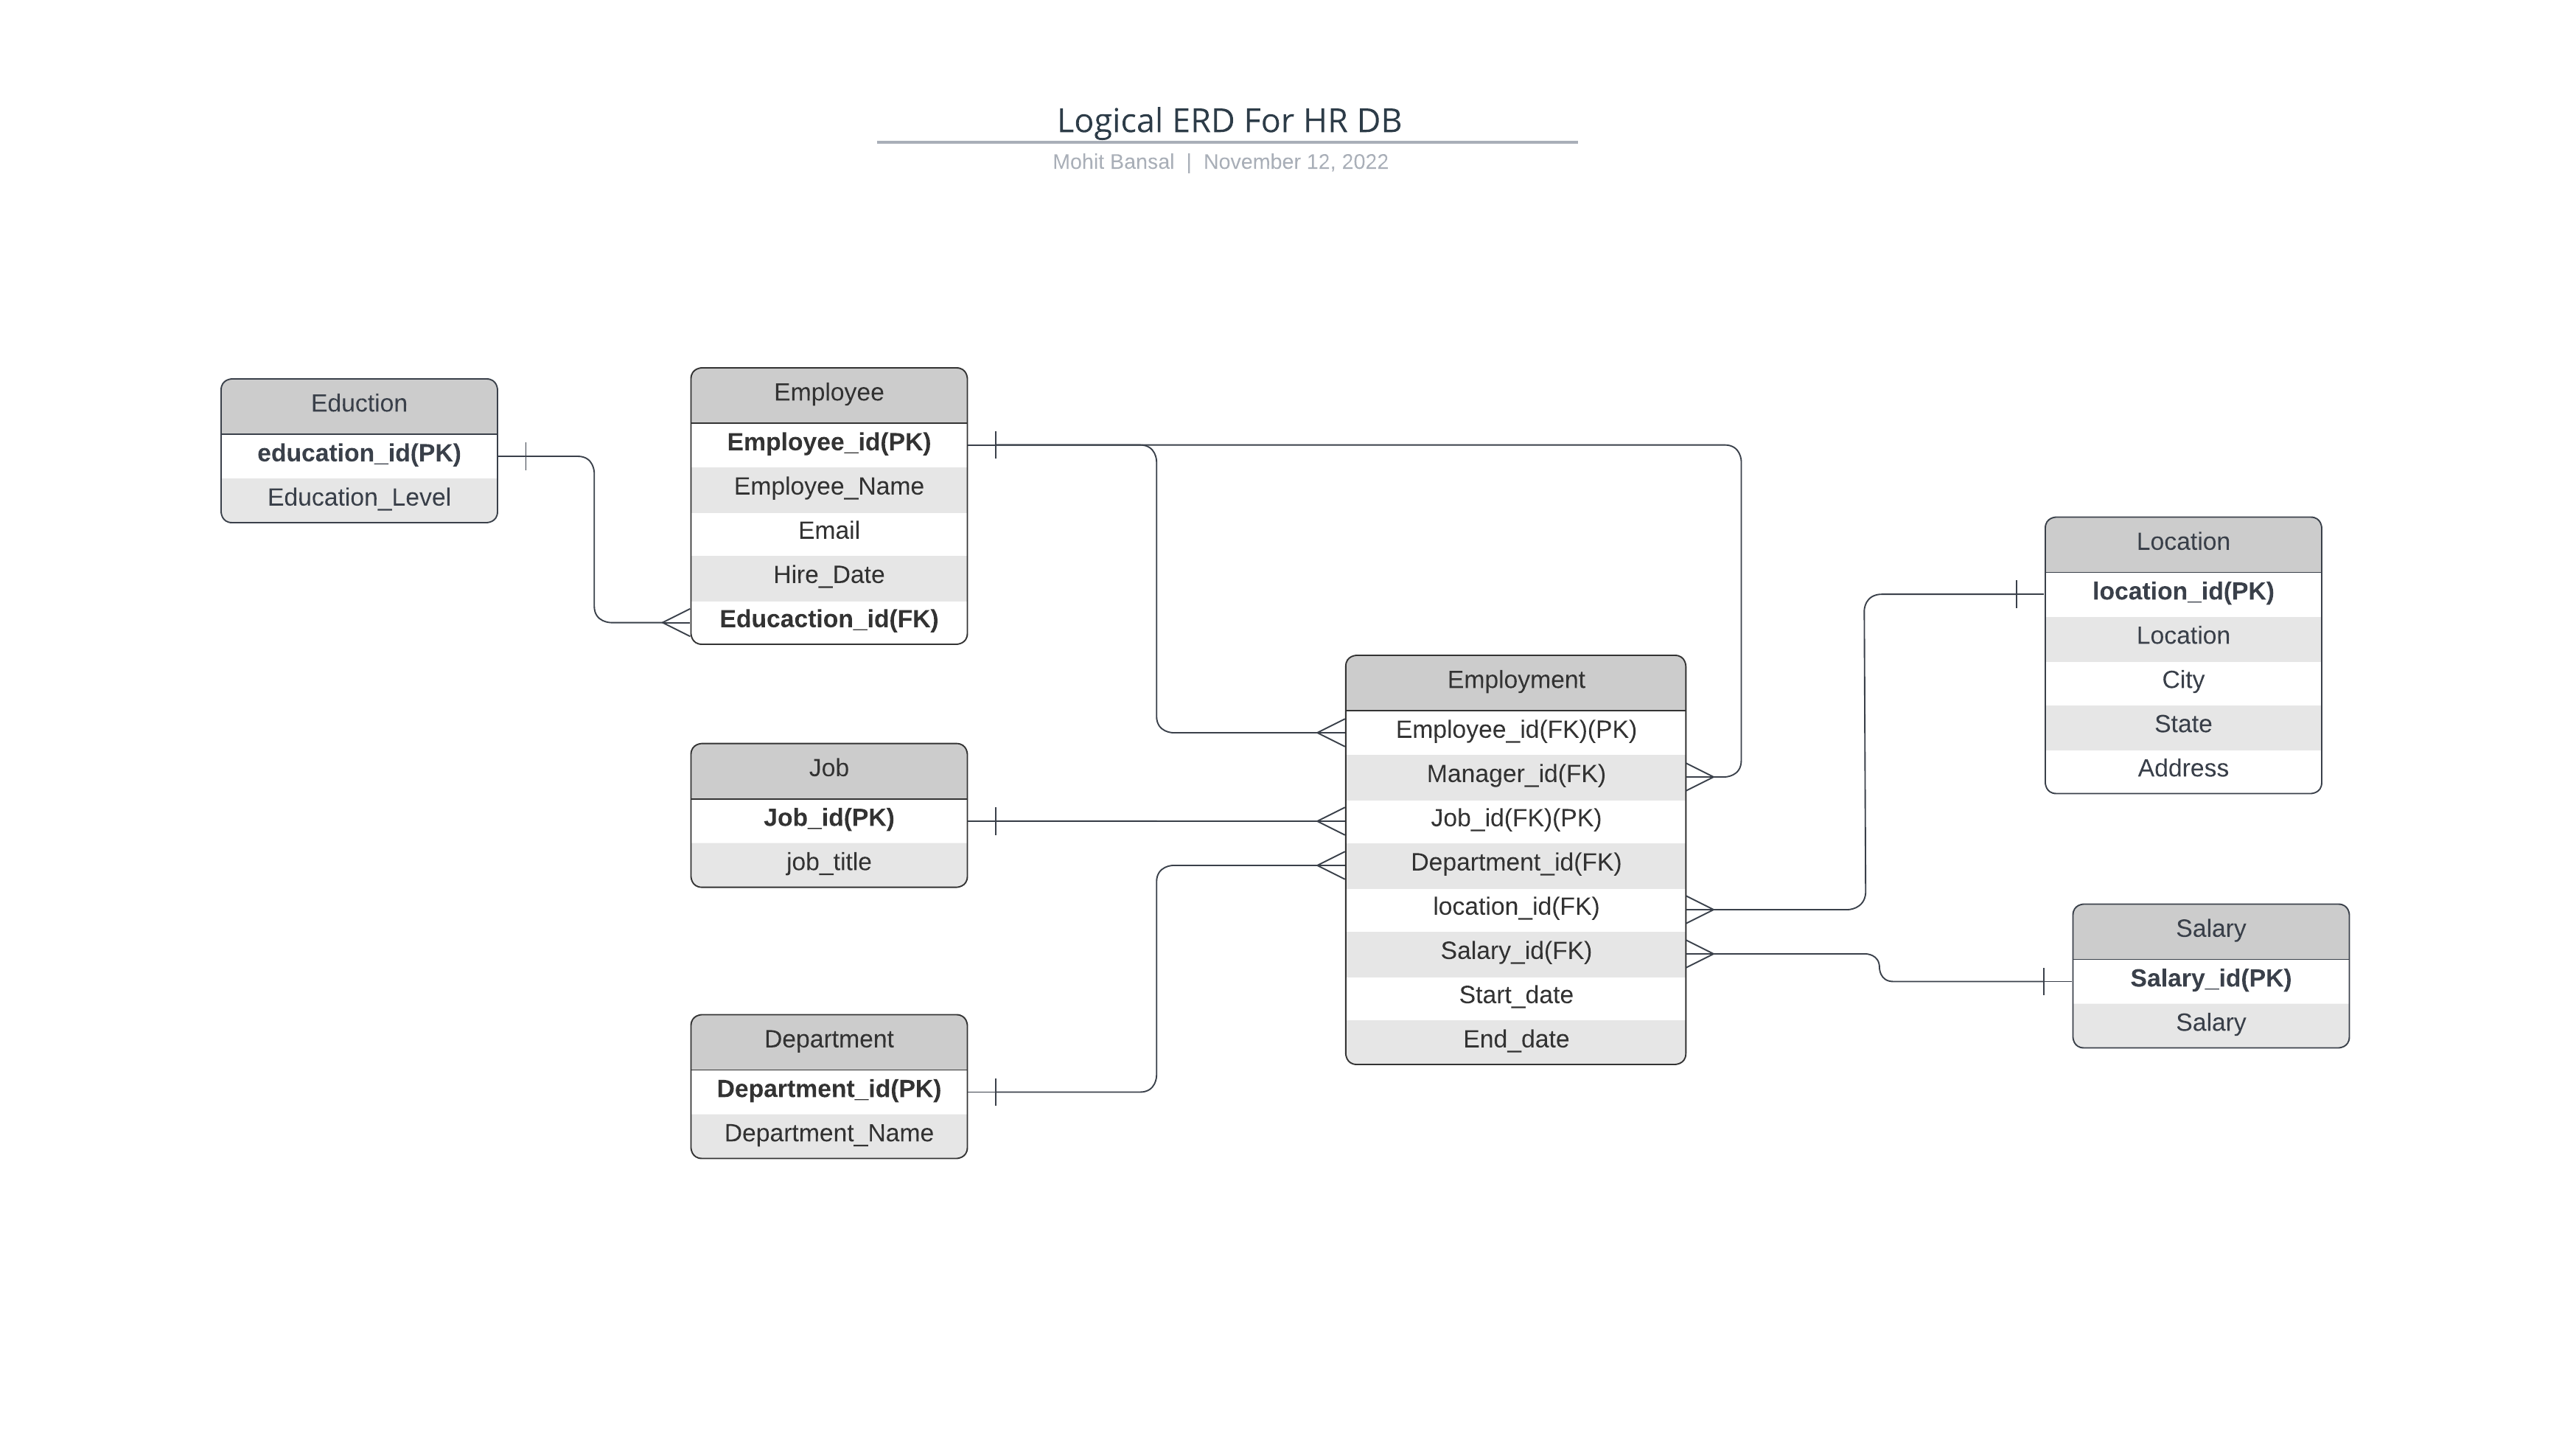 Logical ERD For HR DB
Mohit Bansal | November 12, 2022
Eduction
education_id(PK)
Education_Level
Employee
Employee_id(PK)
Employee_Name
Email
Hire_Date
Educaction_id(FK)
Job
Job_id(PK)
job_title
Department
Department_id(PK)
Department_Name
Employment
Employee_id(FK)(PK)
Manager_id(FK)
Job_id(FK)(PK)
Department_id(FK)
location_id(FK)
Salary_id(FK)
Start_date
End_date
Location
location_id(PK)
Location
City
State
Address
Salary
Salary_id(PK)
Salary